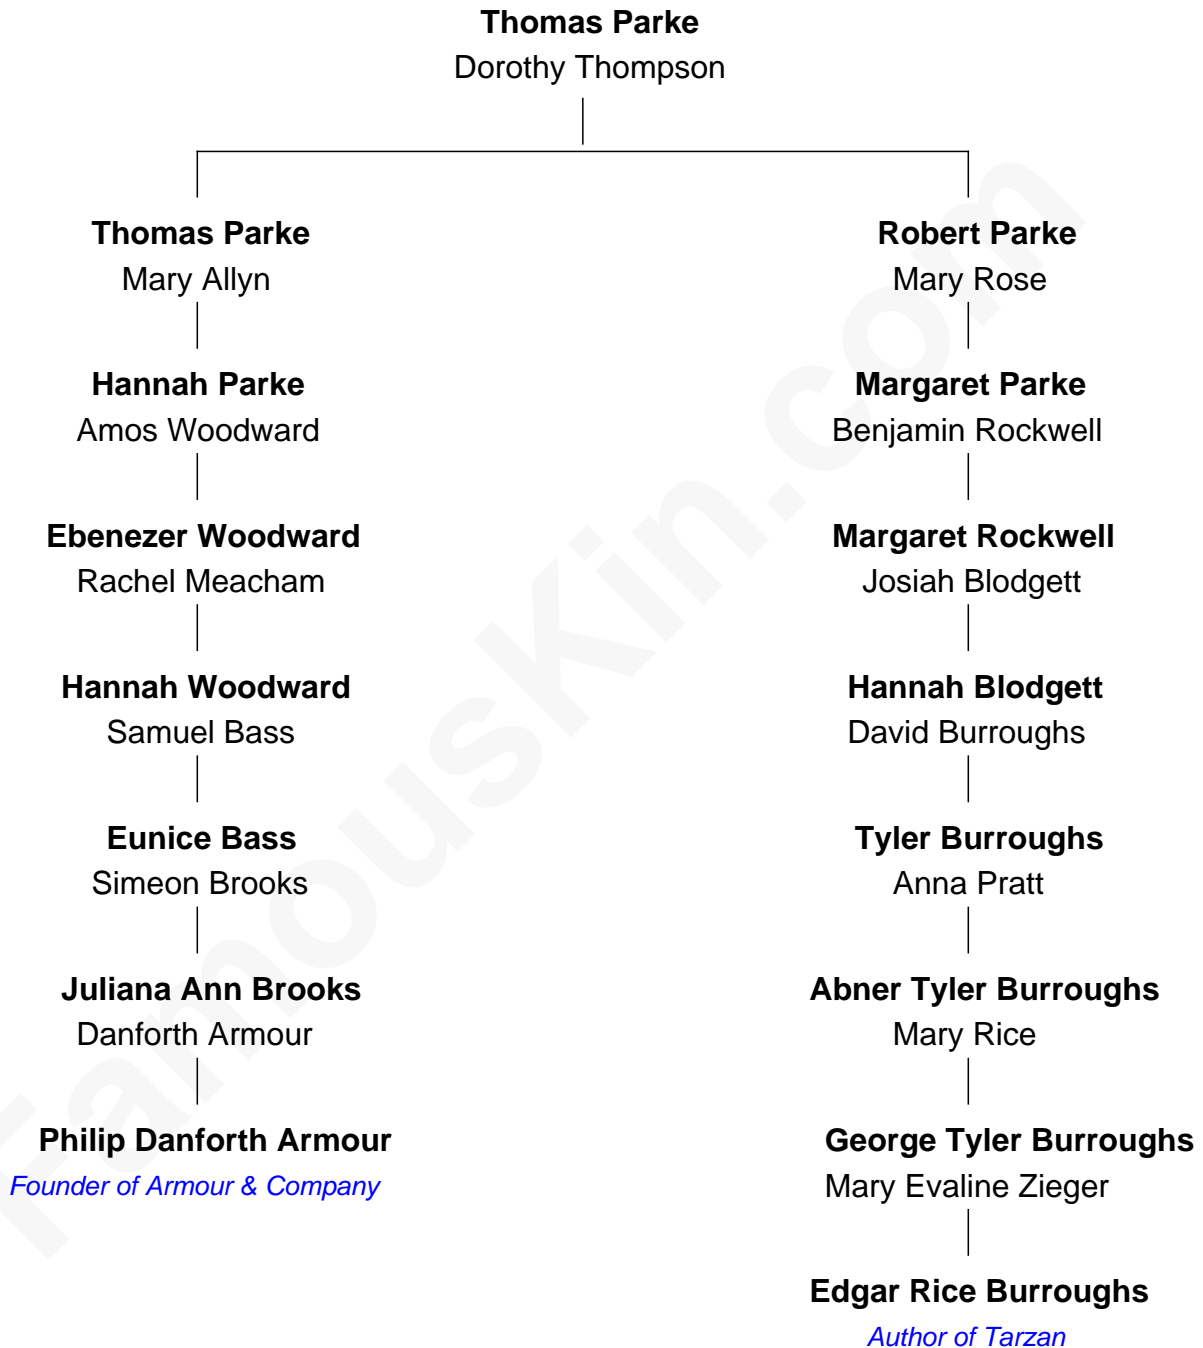 Thomas Parke
Dorothy Thompson
Thomas Parke
Mary Allyn
Hannah Parke
Amos Woodward
Ebenezer Woodward
Rachel Meacham
Hannah Woodward
Samuel Bass
Eunice Bass
Simeon Brooks
Juliana Ann Brooks
Danforth Armour
Philip Danforth Armour
Founder of Armour & Company
Robert Parke
Mary Rose
Margaret Parke
Benjamin Rockwell
Margaret Rockwell
Josiah Blodgett
Hannah Blodgett
David Burroughs
Tyler Burroughs
Anna Pratt
Abner Tyler Burroughs
Mary Rice
George Tyler Burroughs
Mary Evaline Zieger
Edgar Rice Burroughs
Author of Tarzan
FamousKin.com